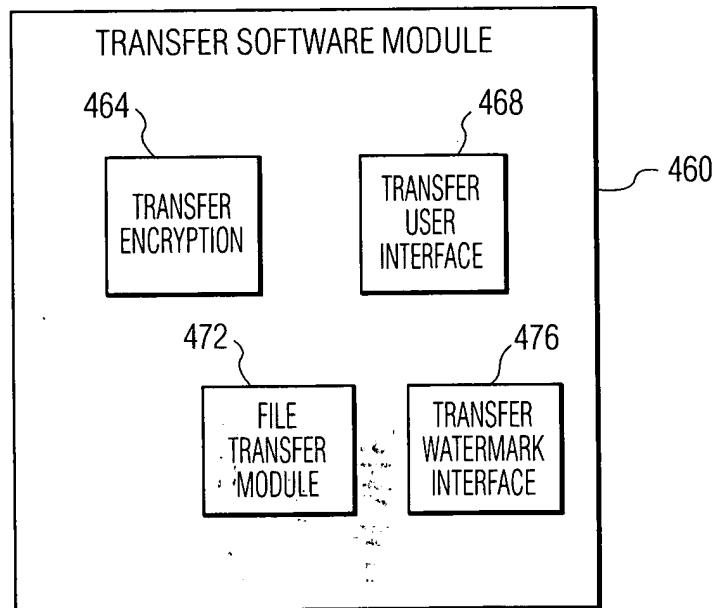 TRANSFER SOFTWARE MODULE
464
468
460
TRANSFER
ENCRYPTION
TRANSFER
USER
INTERFACE
472
476
FILE
TRANSFER
MODULE
TRANSFER
WATERMARK
INTERFACE